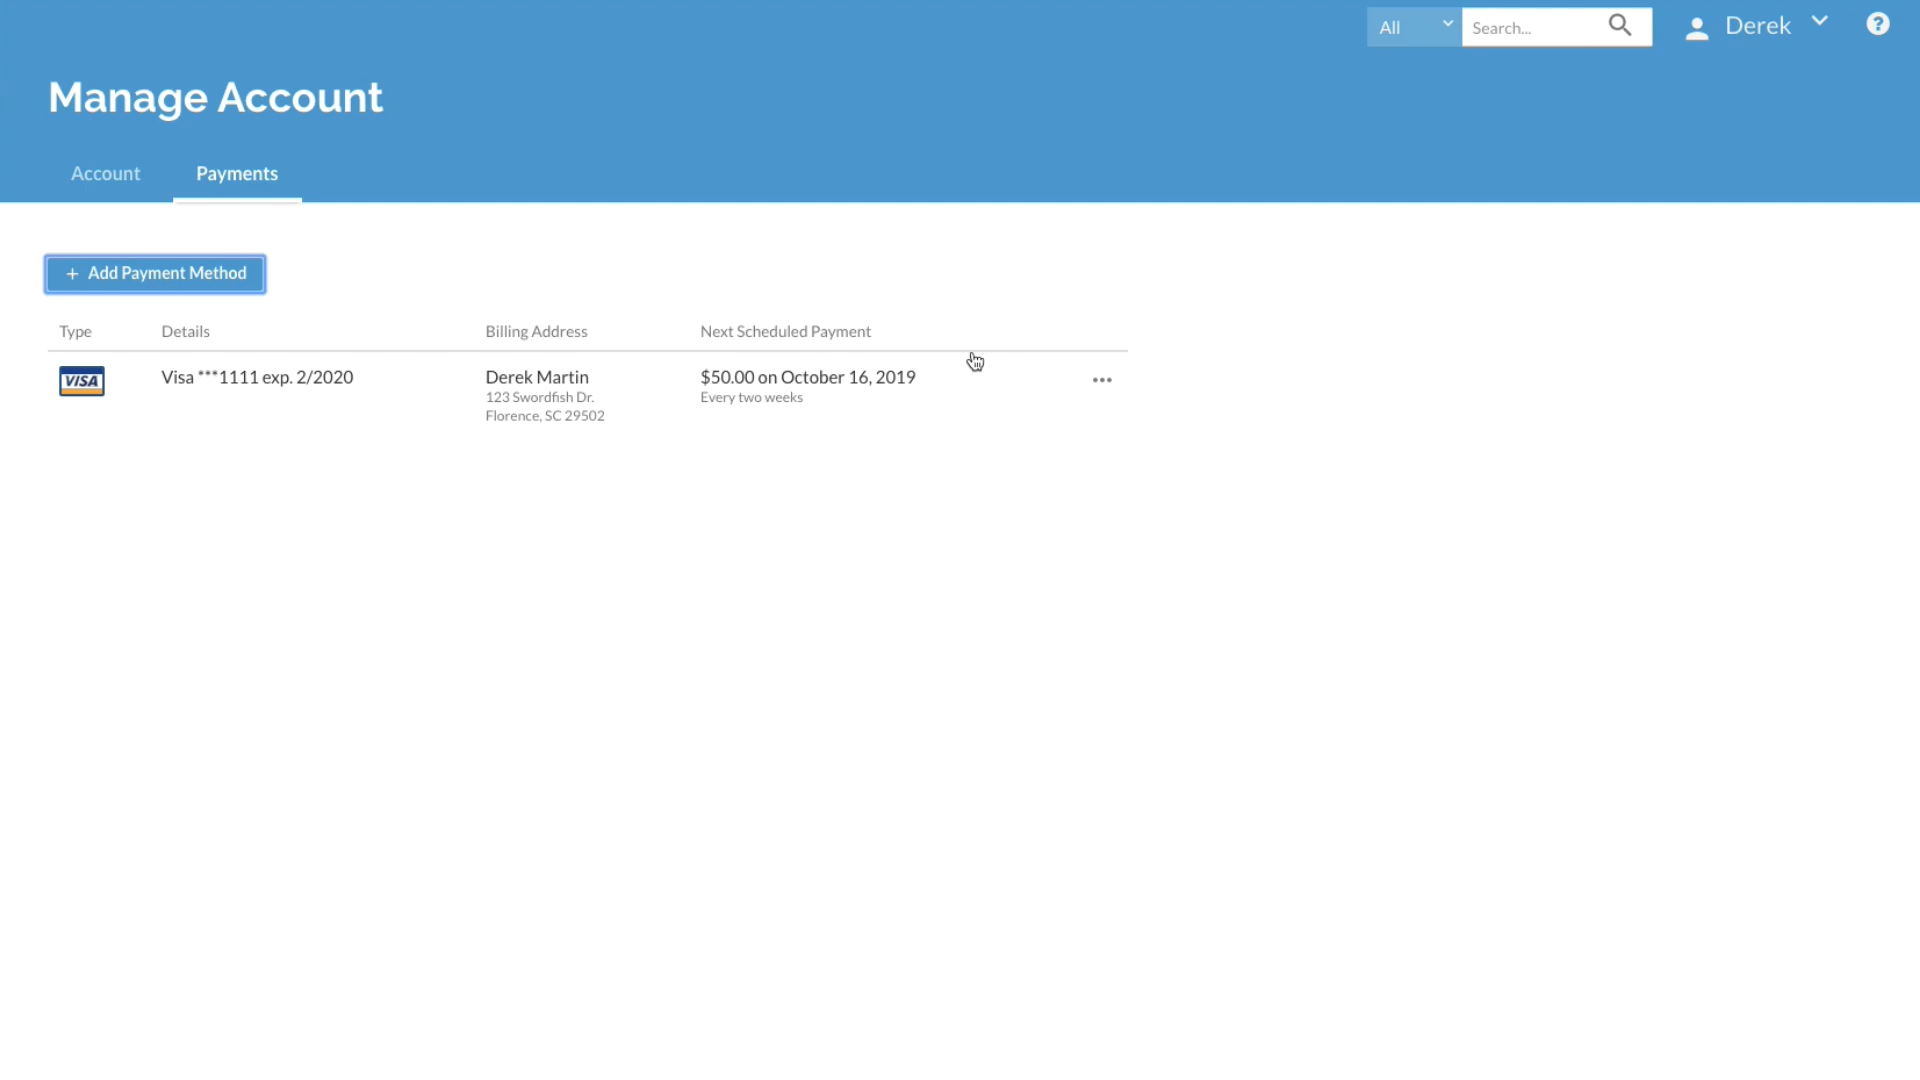 All
Search...
Derek
?
Manage Account
Account
Payments
+ Add Payment Method
Type
Details
Billing Address
Next Scheduled Payment
VISA
Visa ***1111 exp. 2/2020
Derek Martin
123 Swordfish Dr.
Florence, SC 29502
$50.00 on October 16, 2019
Every two weeks